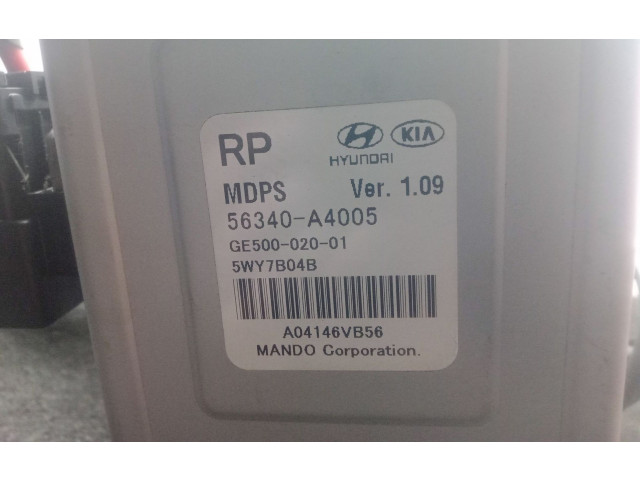 RP HYUNDAI KIA
MDPS Ver. 1.09
56340-A4005
GE500-020-01
5WY7B04B
A04146VB56
MANDO Corporation.